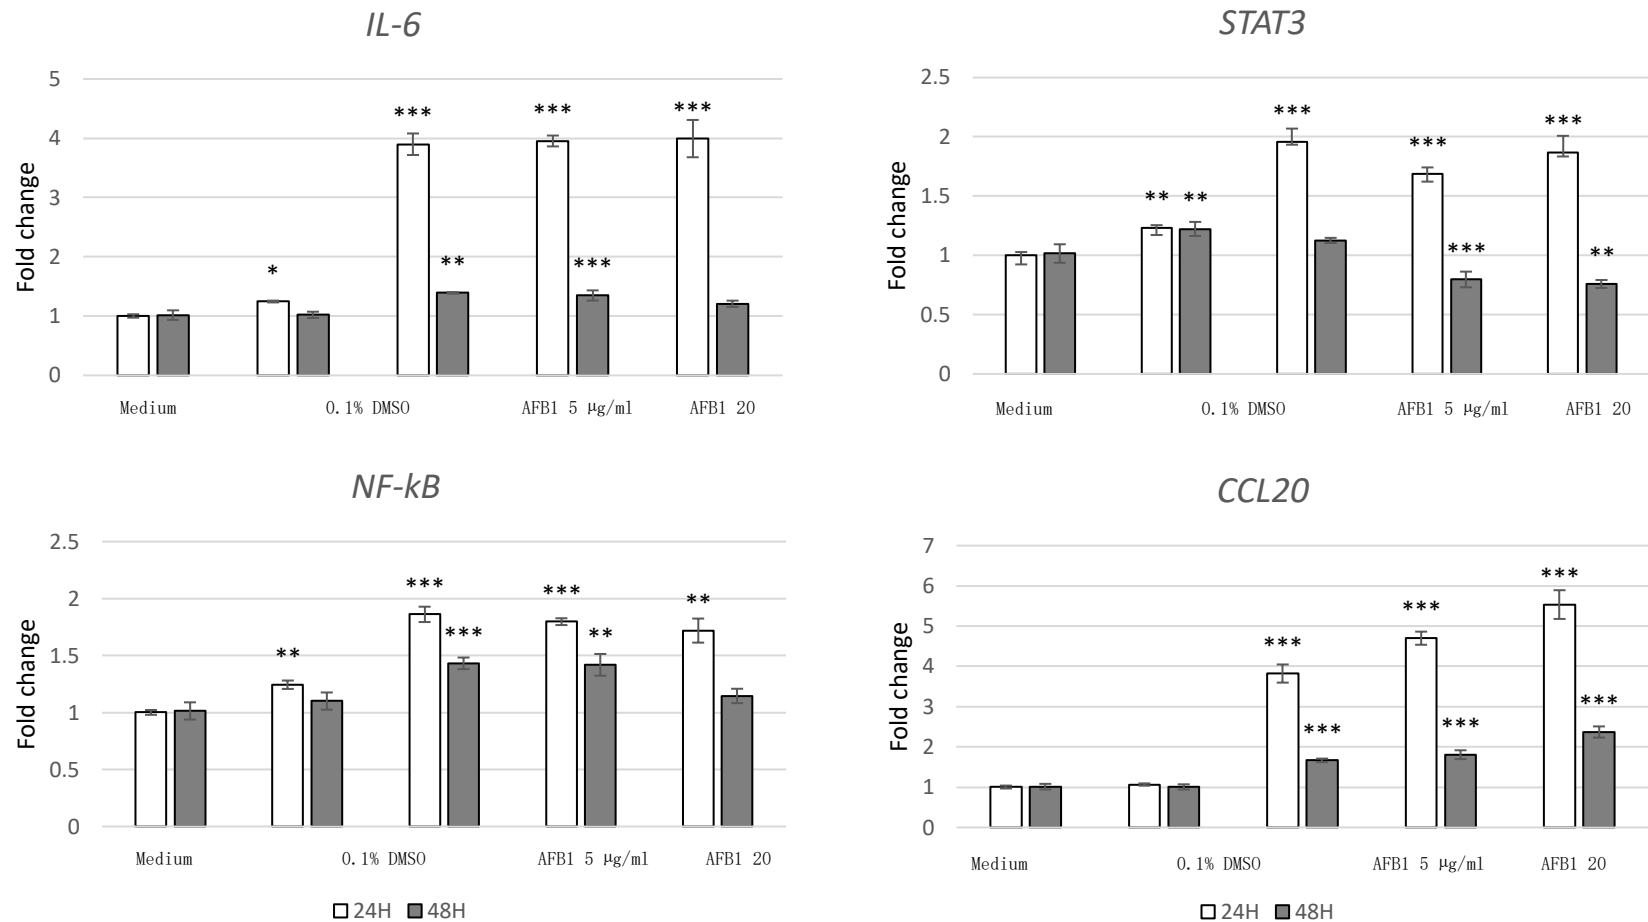 IL-6
5
4
3
2
1
0
Fold change
* *** ** *** *** ***
Medium 0.1% DMSO AFB1 5 μg/ml AFB1 20
STAT3
2.5
2
1.5
1
0.5
0
Fold change
** ** *** *** *** *** **
Medium 0.1% DMSO AFB1 5 μg/ml AFB1 20
NF-kB
2.5
2
1.5
1
0.5
0
Fold change
** *** *** *** ** **
Medium 0.1% DMSO AFB1 5 μg/ml AFB1 20
24H 48H
CCL20
7
6
5
4
3
2
1
0
Fold change
*** *** *** *** *** ***
Medium 0.1% DMSO AFB1 5 μg/ml AFB1 20
24H 48H